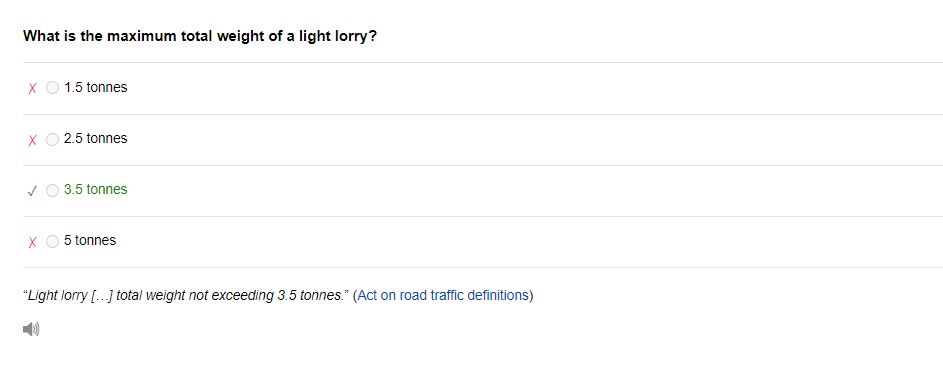 What is the maximum total weight of a light lorry?
X 1.5 tonnes
X 2.5 tonnes
✓ 3.5 tonnes
X 5 tonnes
“Light lorry […] total weight not exceeding 3.5 tonnes.” (Act on road traffic definitions)